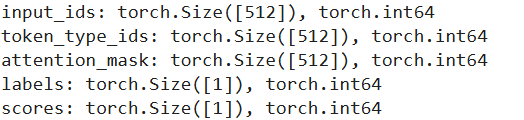 input_ids: torch.Size([512]), torch.int64
token_type_ids: torch.Size([512]), torch.int64
attention_mask: torch.Size([512]), torch.int64
labels: torch.Size([1]), torch.int64
scores: torch.Size([1]), torch.int64